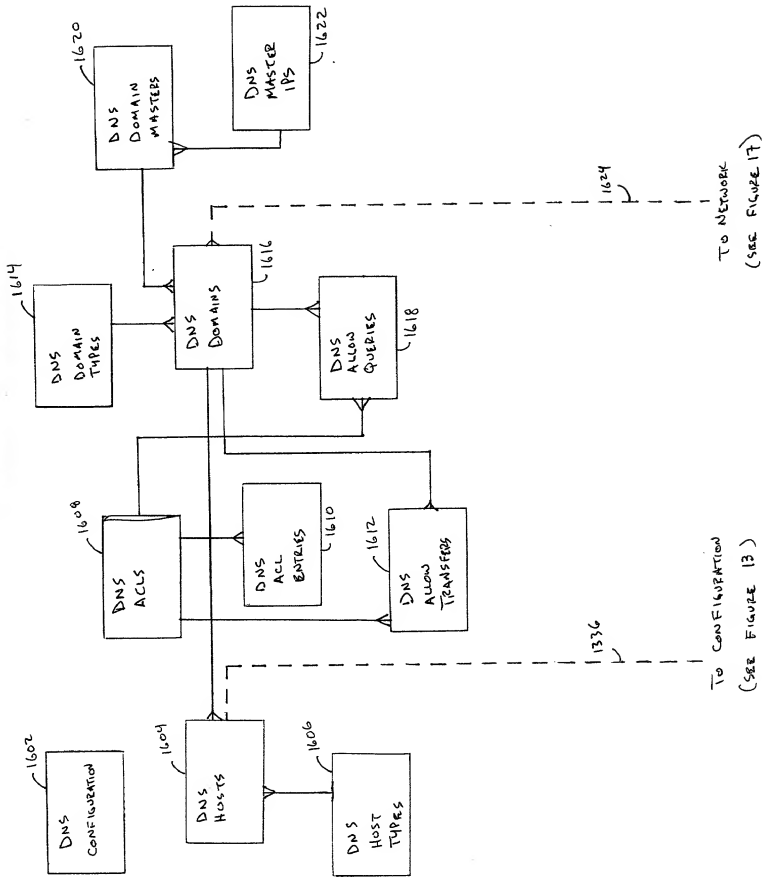 DNS
CONFIGURATION
1602
DNS
HOSTS
1604
DNS
HOST
TYPES
1606
DNS
ACLS
1608
DNS
ACL
ENTRIES
1610
DNS
ALLOW
TRANSFERS
1612
DNS
DOMAIN
TYPES
1614
DNS
DOMAINS
1616
DNS
ALLOW
QUERIES
1618
DNS
DOMAIN
MASTERS
1620
DNS
MASTER
IPS
1622
1336
TO CONFIGURATION
(SEE FIGURE 13)
1624
TO NETWORK
(SEE FIGURE 17)